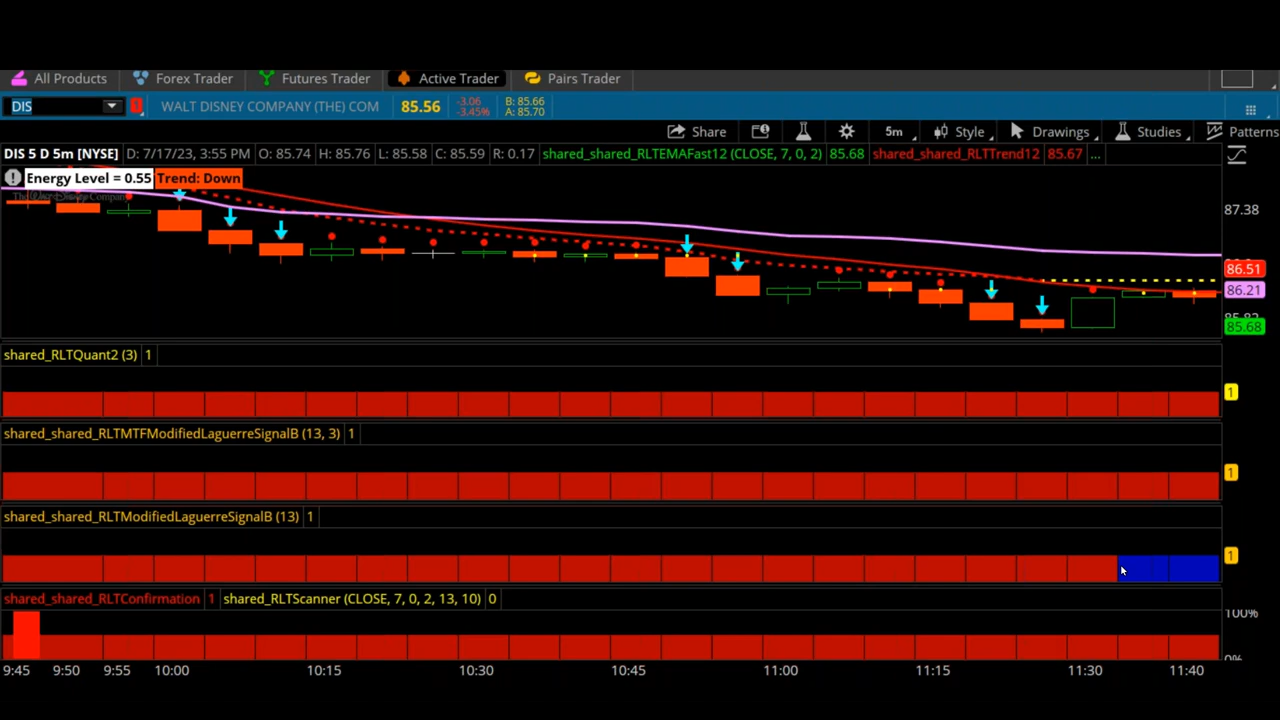 All Products Forex Trader Futures Trader Active Trader Pairs Trader
DIS WALT DISNEY COMPANY (THE) COM 85.56 -3.06 -3.45% B: 85.66 A: 85.70
Share 5m Style Drawings Studies Patterns
DIS 5 D 5m [NYSE] D: 7/17/23, 3:55 PM O: 85.74 H: 85.76 L: 85.58 C: 85.59 R: 0.17 shared_shared_RLTEMAFast12 (CLOSE, 7, 0, 2) 85.68 shared_shared_RLTTrend12 85.67 ...
Energy Level = 0.55 Trend: Down
87.38
86.51
86.21
85.68
shared_RLTQuant2 (3) 1
1
shared_shared_RLTMTFModifiedLaguerreSignalB (13, 3) 1
1
shared_shared_RLTModifiedLaguerreSignalB (13) 1
1
shared_shared_RLTConfirmation 1 shared_RLTScanner (CLOSE, 7, 0, 2, 13, 10) 0
100%
0%
9:45 9:50 9:55 10:00 10:15 10:30 10:45 11:00 11:15 11:30 11:40